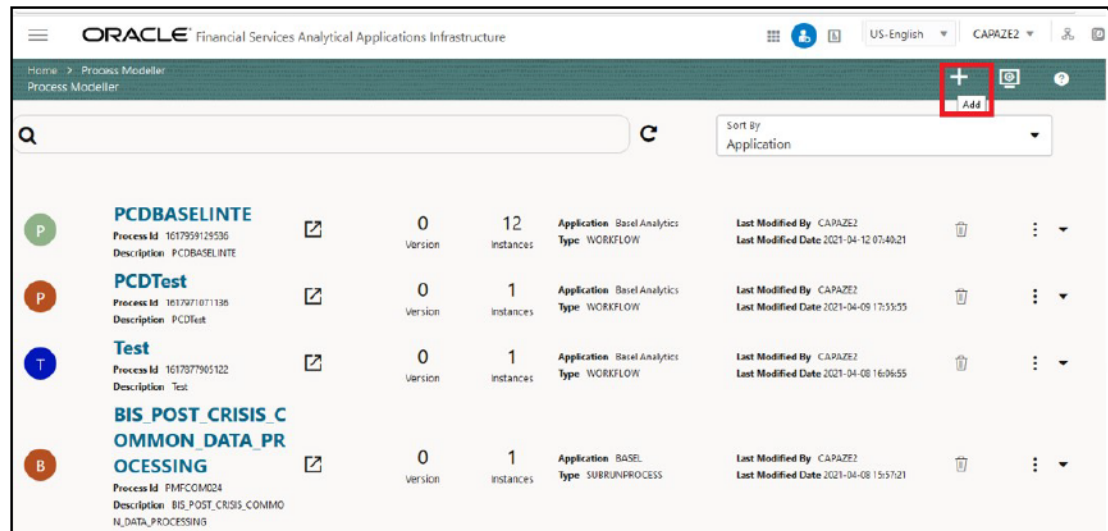 ORACLE Financial Services Analytical Applications Infrastructure
US-English
CAPAZE2
Home > Process Modeller
Process Modeller
Add
Sort By
Application
P
PCDBASELINTE
Process Id 1617959129536
Description PCDBASELINTE
0
Version
12
Instances
Application Basel Analytics
Type WORKFLOW
Last Modified By CAPAZE2
Last Modified Date 2021-04-12 07:40:21
P
PCDTest
Process Id 1617971071136
Description PCDTest
0
Version
1
Instances
Application Basel Analytics
Type WORKFLOW
Last Modified By CAPAZE2
Last Modified Date 2021-04-09 17:55:55
T
Test
Process Id 1617877905122
Description Test
0
Version
1
Instances
Application Basel Analytics
Type WORKFLOW
Last Modified By CAPAZE2
Last Modified Date 2021-04-08 16:06:55
B
BIS_POST_CRISIS_C
OMMON_DATA_PR
OCESSING
Process Id PMFCOM024
Description BIS_POST_CRISIS_COMMO
N_DATA_PROCESSING
0
Version
1
Instances
Application BASEL
Type SUBRUNPROCESS
Last Modified By CAPAZE2
Last Modified Date 2021-04-08 15:57:21